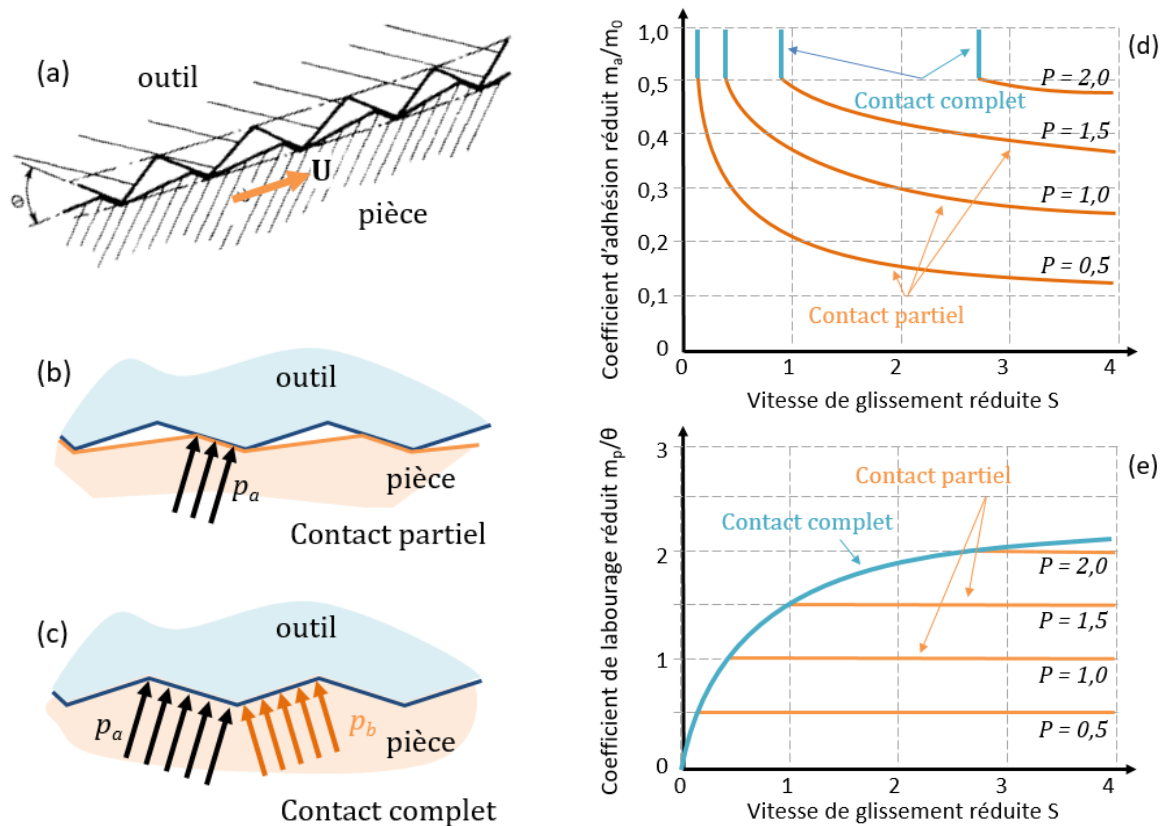 (a)
outil
U
pièce
θ
(b)
outil
pièce
pₐ
Contact partiel
(c)
outil
pₐ
p_b
pièce
Contact complet
(d)
Coefficient d'adhésion réduit mₐ/m₀
1,0
0,5
0,4
0,3
0,2
0,1
0
P = 2,0
Contact complet
P = 1,5
P = 1,0
P = 0,5
Contact partiel
0 1 2 3 4
Vitesse de glissement réduite S
(e)
Coefficient de labourage réduit mₚ/θ
3
2
1
0
Contact partiel
Contact complet
P = 2,0
P = 1,5
P = 1,0
P = 0,5
0 1 2 3 4
Vitesse de glissement réduite S